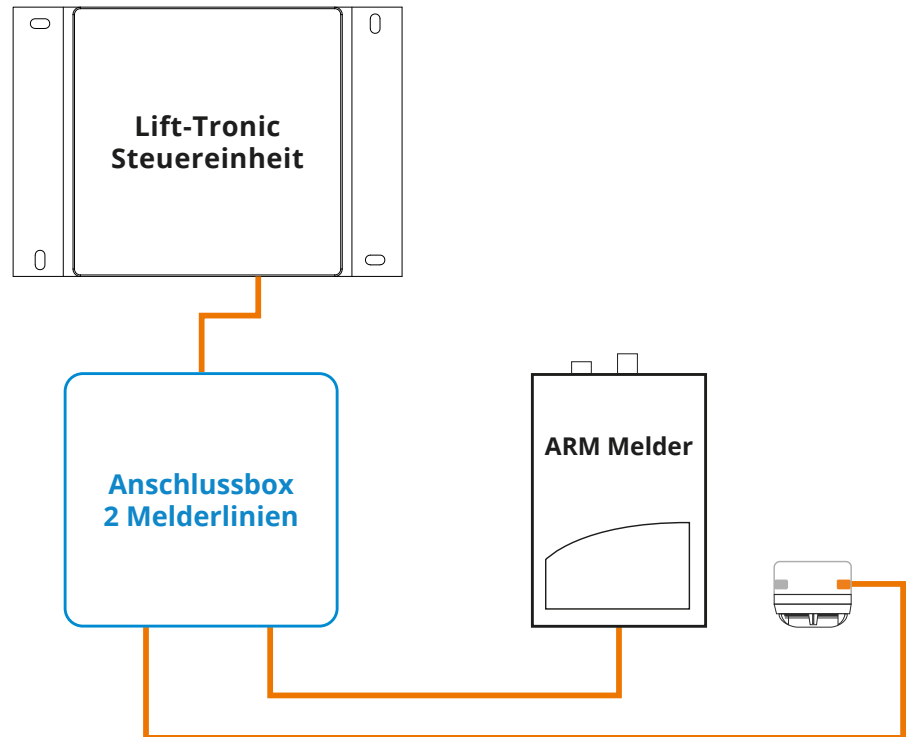 Lift-Tronic
Steuereinheit
Anschlussbox
2 Melderlinien
ARM Melder